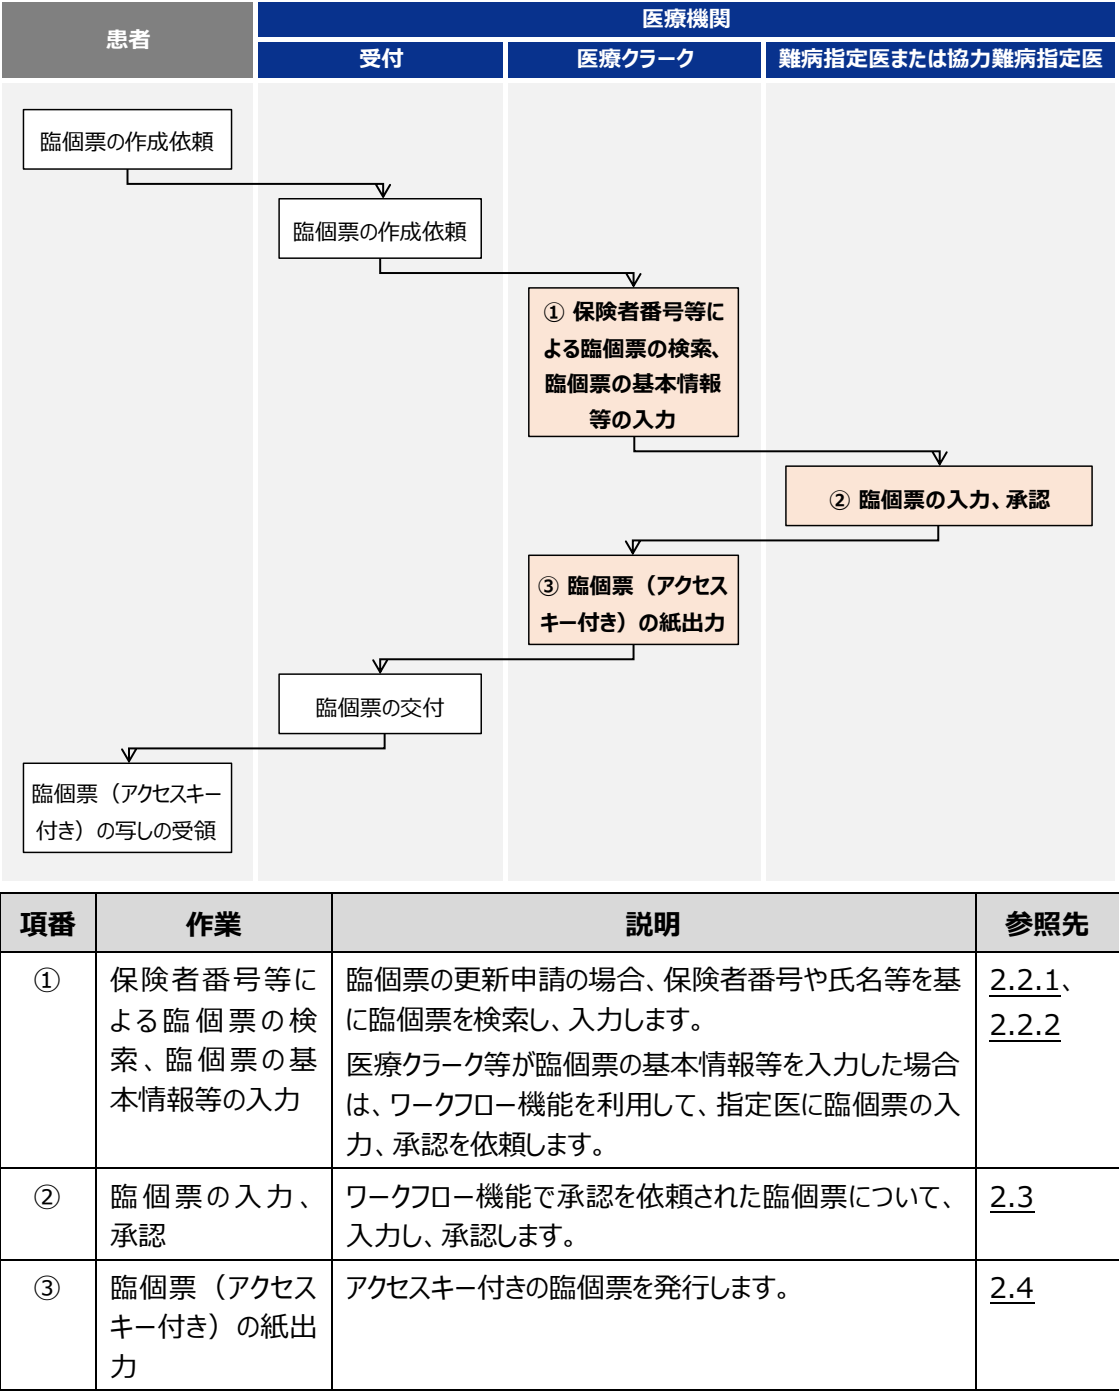 患者
医療機関
受付
医療クラーク
難病指定医または協力難病指定医
臨個票の作成依頼
臨個票の作成依頼
① 保険者番号等に
よる臨個票の検索、
臨個票の基本情報
等の入力
② 臨個票の入力、承認
③ 臨個票（アクセス
キー付き）の紙出力
臨個票の交付
臨個票（アクセスキー
付き）の写しの受領
項番
作業
説明
参照先
①
保険者番号等に
よる臨個票の検
索、臨個票の基
本情報等の入力
臨個票の更新申請の場合、保険者番号や氏名等を基
に臨個票を検索し、入力します。
医療クラーク等が臨個票の基本情報等を入力した場合
は、ワークフロー機能を利用して、指定医に臨個票の入
力、承認を依頼します。
2.2.1、
2.2.2
②
臨個票の入力、
承認
ワークフロー機能で承認を依頼された臨個票について、
入力し、承認します。
2.3
③
臨個票（アクセス
キー付き）の紙出
力
アクセスキー付きの臨個票を発行します。
2.4